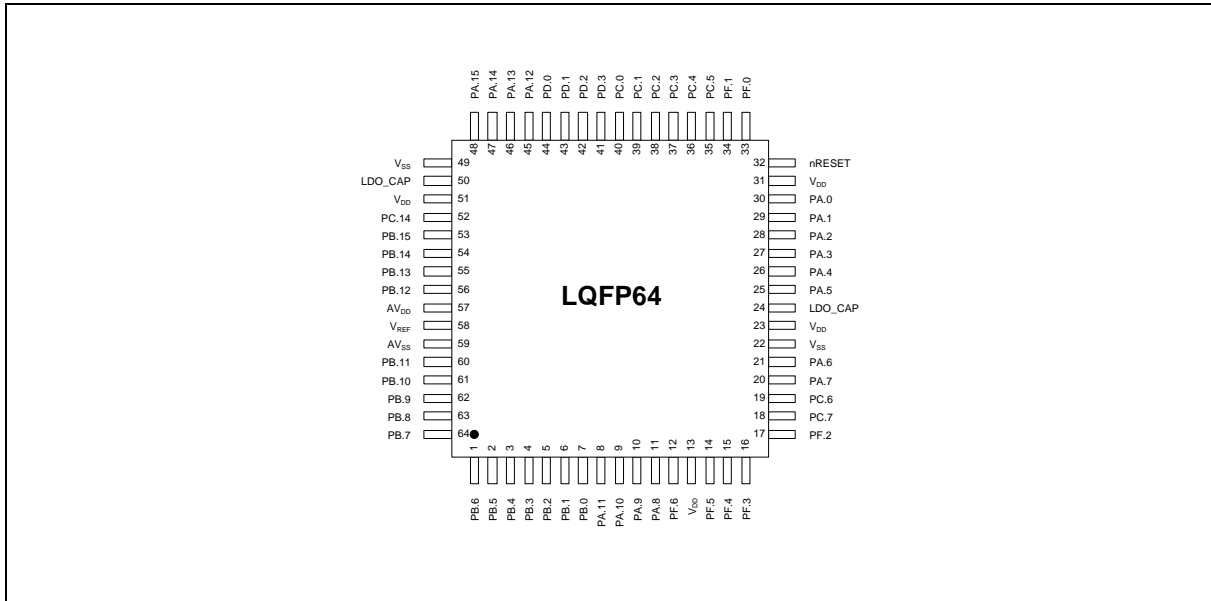 PA.15 PA.14 PA.13 PA.12 PD.0 PD.1 PD.2 PD.3 PC.0 PC.1 PC.2 PC.3 PC.4 PC.5 PF.1 PF.0
48 47 46 45 44 43 42 41 40 39 38 37 36 35 34 33
VSS 49 32 nRESET
LDO_CAP 50 31 VDD
VDD 51 30 PA.0
PC.14 52 29 PA.1
PB.15 53 28 PA.2
PB.14 54 27 PA.3
PB.13 55 26 PA.4
PB.12 56 25 PA.5
LQFP64
AVDD 57 24 LDO_CAP
VREF 58 23 VDD
AVSS 59 22 VSS
PB.11 60 21 PA.6
PB.10 61 20 PA.7
PB.9 62 19 PC.6
PB.8 63 18 PC.7
PB.7 64 17 PF.2
1 2 3 4 5 6 7 8 9 10 11 12 13 14 15 16
PB.6 PB.5 PB.4 PB.3 PB.2 PB.1 PB.0 PA.11 PA.10 PA.9 PA.8 PF.6 VDD PF.5 PF.4 PF.3